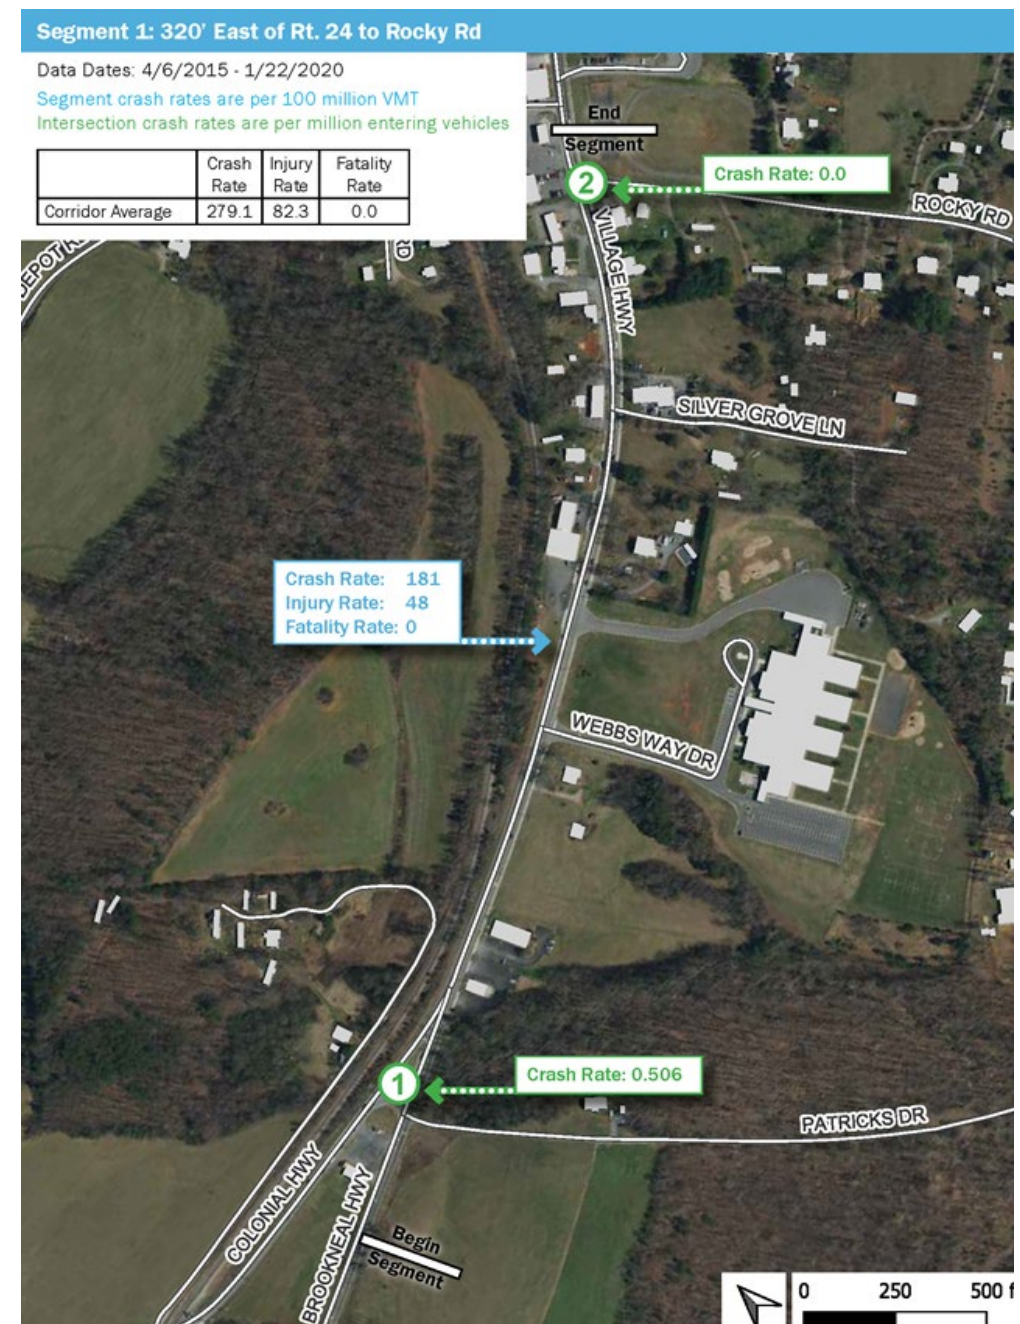 Segment 1: 320' East of Rt. 24 to Rocky Rd
Data Dates: 4/6/2015 - 1/22/2020
Segment crash rates are per 100 million VMT
Intersection crash rates are per million entering vehicles
Crash Rate Injury Rate Fatality Rate
Corridor Average 279.1 82.3 0.0
End
Segment
2
Crash Rate: 0.0
ROCKY RD
RD
VILLAGE HWY
SILVER GROVE LN
Crash Rate: 181
Injury Rate: 48
Fatality Rate: 0
WEBBS WAY DR
1
Crash Rate: 0.506
PATRICKS DR
COLONIAL HWY
BROOKNEAL HWY
Begin
Segment
0 250 500 f